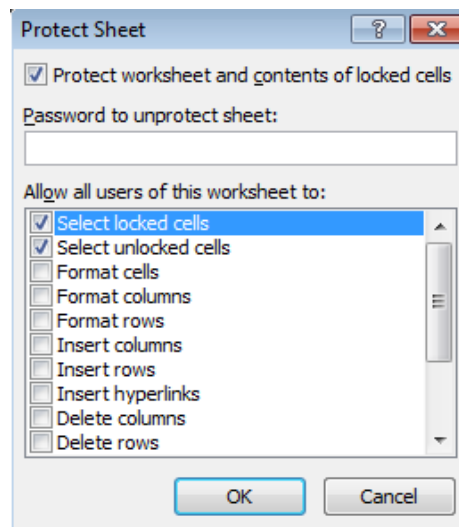 Protect Sheet
Protect worksheet and contents of locked cells
Password to unprotect sheet:
Allow all users of this worksheet to:
Select locked cells
Select unlocked cells
Format cells
Format columns
Format rows
Insert columns
Insert rows
Insert hyperlinks
Delete columns
Delete rows
OK Cancel